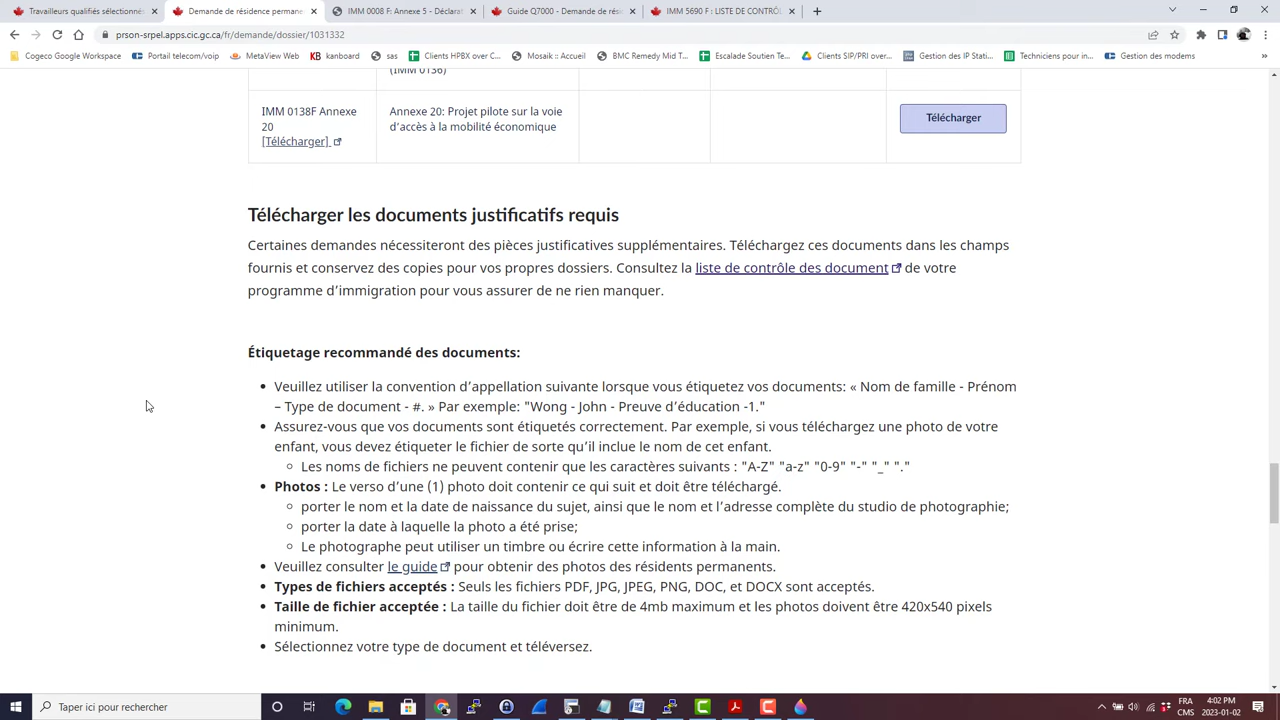 Travailleurs qualifiés sélectionnés
Demande de résidence permane
IMM 0008 F: Annexe 5 - Déclarat
Guide Q7000 - Demande de rés
IMM 5690 F : LISTE DE CONTRÔL
prson-srpel.apps.cic.gc.ca/fr/demande/dossier/1031332
Cogeco Google Workspace
Portail telecom/voip
MetaView Web
KB kanboard
sas
Clients HPBX over C...
Mosaik :: Accueil
BMC Remedy Mid T...
Escalade Soutien Te...
Clients SIP/PRI over...
Gestion des IP Stati...
Techniciens pour in...
Gestion des modems
»
(IMM 0136)
IMM 0138F Annexe
20
[Télécharger]
Annexe 20: Projet pilote sur la voie
d'accès à la mobilité économique
Télécharger
Télécharger les documents justificatifs requis
Certaines demandes nécessiteront des pièces justificatives supplémentaires. Téléchargez ces documents dans les champs
fournis et conservez des copies pour vos propres dossiers. Consultez la liste de contrôle des document de votre
programme d'immigration pour vous assurer de ne rien manquer.
Étiquetage recommandé des documents:
Veuillez utiliser la convention d'appellation suivante lorsque vous étiquetez vos documents: « Nom de famille - Prénom
– Type de document - #. » Par exemple: "Wong - John - Preuve d'éducation -1."
Assurez-vous que vos documents sont étiquetés correctement. Par exemple, si vous téléchargez une photo de votre
enfant, vous devez étiqueter le fichier de sorte qu'il inclue le nom de cet enfant.
Les noms de fichiers ne peuvent contenir que les caractères suivants : "A-Z" "a-z" "0-9" "-" "_" "."
Photos : Le verso d'une (1) photo doit contenir ce qui suit et doit être téléchargé.
porter le nom et la date de naissance du sujet, ainsi que le nom et l'adresse complète du studio de photographie;
porter la date à laquelle la photo a été prise;
Le photographe peut utiliser un timbre ou écrire cette information à la main.
Veuillez consulter le guide pour obtenir des photos des résidents permanents.
Types de fichiers acceptés : Seuls les fichiers PDF, JPG, JPEG, PNG, DOC, et DOCX sont acceptés.
Taille de fichier acceptée : La taille du fichier doit être de 4mb maximum et les photos doivent être 420x540 pixels
minimum.
Sélectionnez votre type de document et téléversez.
Taper ici pour rechercher
FRA
CMS
4:02 PM
2023-01-02